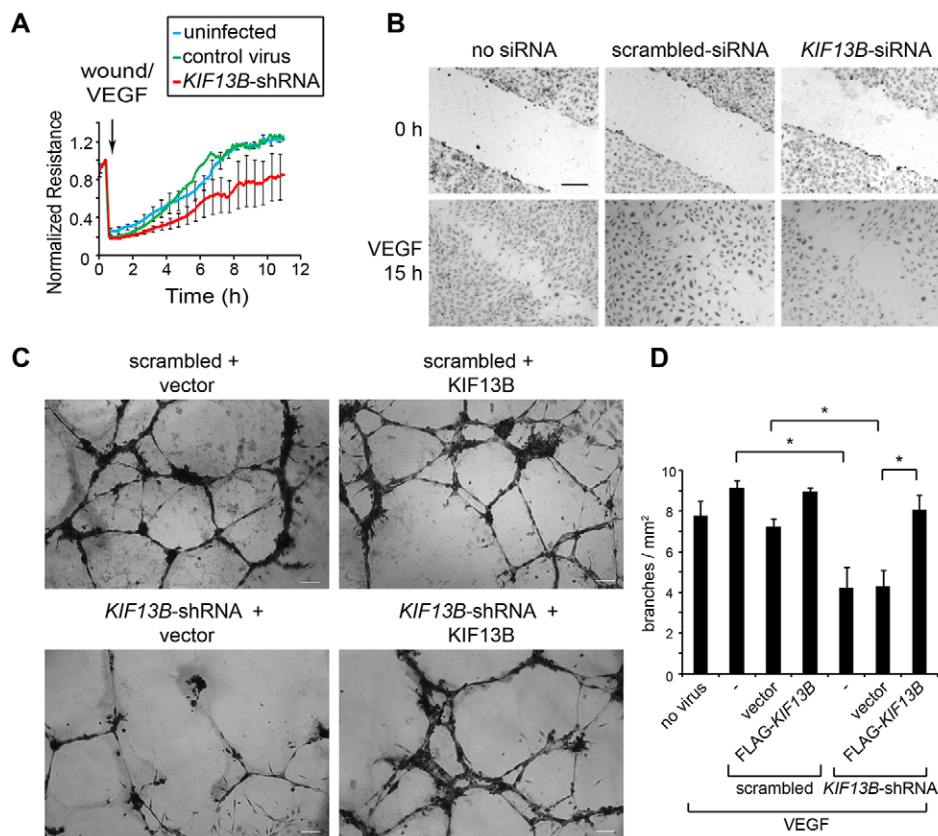 A
uninfected
control virus
KIF13B-shRNA
wound/
VEGF
Normalized Resistance
1.2
0.8
0.4
0
0 2 4 6 8 10 12
Time (h)
B
no siRNA
scrambled-siRNA
KIF13B-siRNA
0 h
VEGF
15 h
C
scrambled +
vector
scrambled +
KIF13B
KIF13B-shRNA +
vector
KIF13B-shRNA +
KIF13B
D
*
*
*
branches / mm²
10
8
6
4
2
0
no virus
-
vector
FLAG-KIF13B
-
vector
FLAG-KIF13B
scrambled
KIF13B-shRNA
VEGF